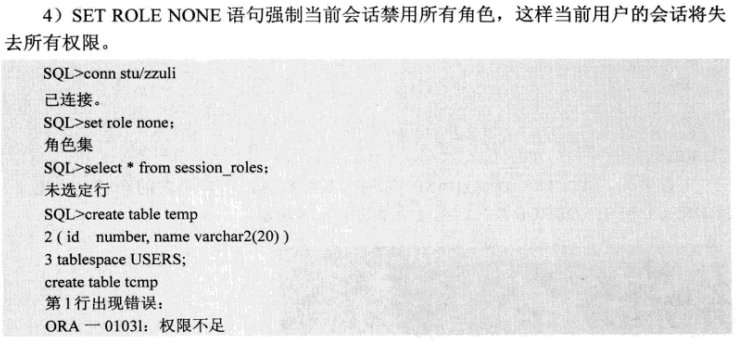 4）SET ROLE NONE 语句强制当前会话禁用所有角色，这样当前用户的会话将失
去所有权限。
SQL>conn stu/zzuli
已连接。
SQL>set role none;
角色集
SQL>select * from session_roles;
未选定行
SQL>create table temp
2 ( id number, name varchar2(20) )
3 tablespace USERS;
create table tcmp
第1行出现错误：
ORA 一 0103l：权限不足